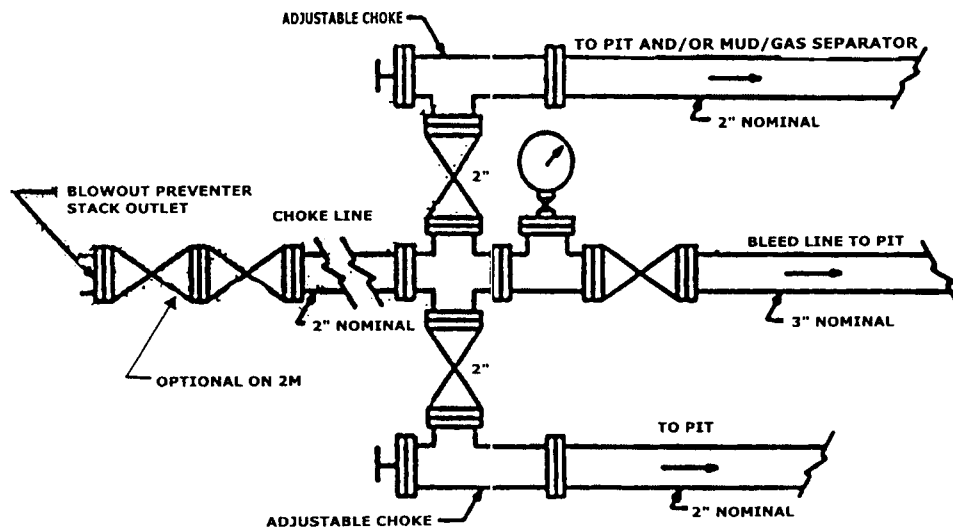 ADJUSTABLE CHOKE
TO PIT AND/OR MUD/GAS SEPARATOR
2" NOMINAL
2"
BLOWOUT PREVENTER
STACK OUTLET
CHOKE LINE
BLEED LINE TO PIT
2" NOMINAL
3" NOMINAL
2"
OPTIONAL ON 2M
TO PIT
2" NOMINAL
ADJUSTABLE CHOKE